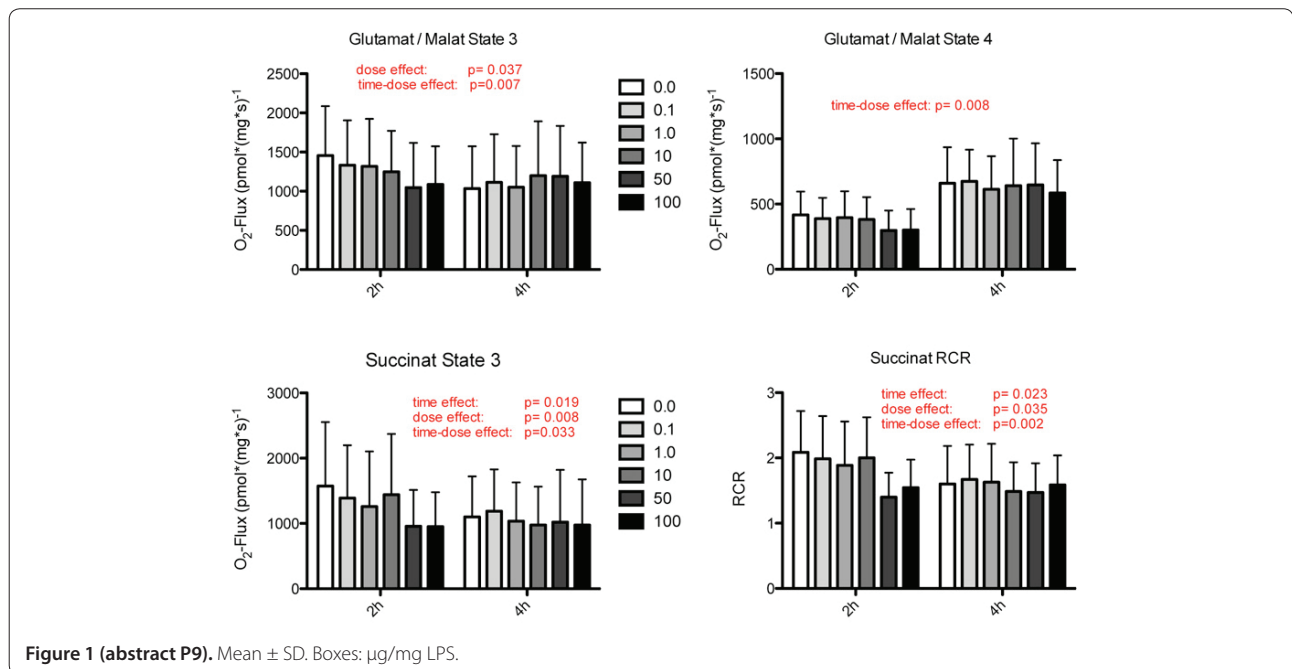 Glutamat / Malat State 3
dose effect: p= 0.037
time-dose effect: p=0.007
O₂-Flux (pmol*(mg*s)⁻¹
2500
2000
1500
1000
500
0
2h
4h
0.0
0.1
1.0
10
50
100
Glutamat / Malat State 4
time-dose effect: p= 0.008
O₂-Flux (pmol*(mg*s)⁻¹
1500
1000
500
0
2h
4h
Succinat State 3
time effect: p= 0.019
dose effect: p= 0.008
time-dose effect: p=0.033
O₂-Flux (pmol*(mg*s)⁻¹
3000
2000
1000
0
2h
4h
0.0
0.1
1.0
10
50
100
Succinat RCR
time effect: p= 0.023
dose effect: p= 0.035
time-dose effect: p=0.002
RCR
3
2
1
0
2h
4h
Figure 1 (abstract P9). Mean ± SD. Boxes: μg/mg LPS.